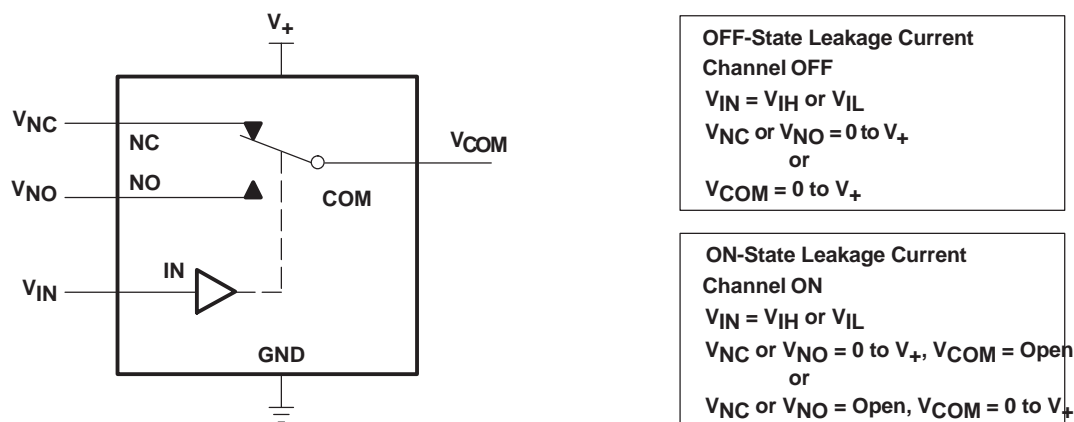 V+
VNC
NC
VCOM
VNO
NO
COM
IN
VIN
GND
OFF-State Leakage Current
Channel OFF
VIN = VIH or VIL
VNC or VNO = 0 to V+
or
VCOM = 0 to V+
ON-State Leakage Current
Channel ON
VIN = VIH or VIL
VNC or VNO = 0 to V+, VCOM = Open
or
VNC or VNO = Open, VCOM = 0 to V+